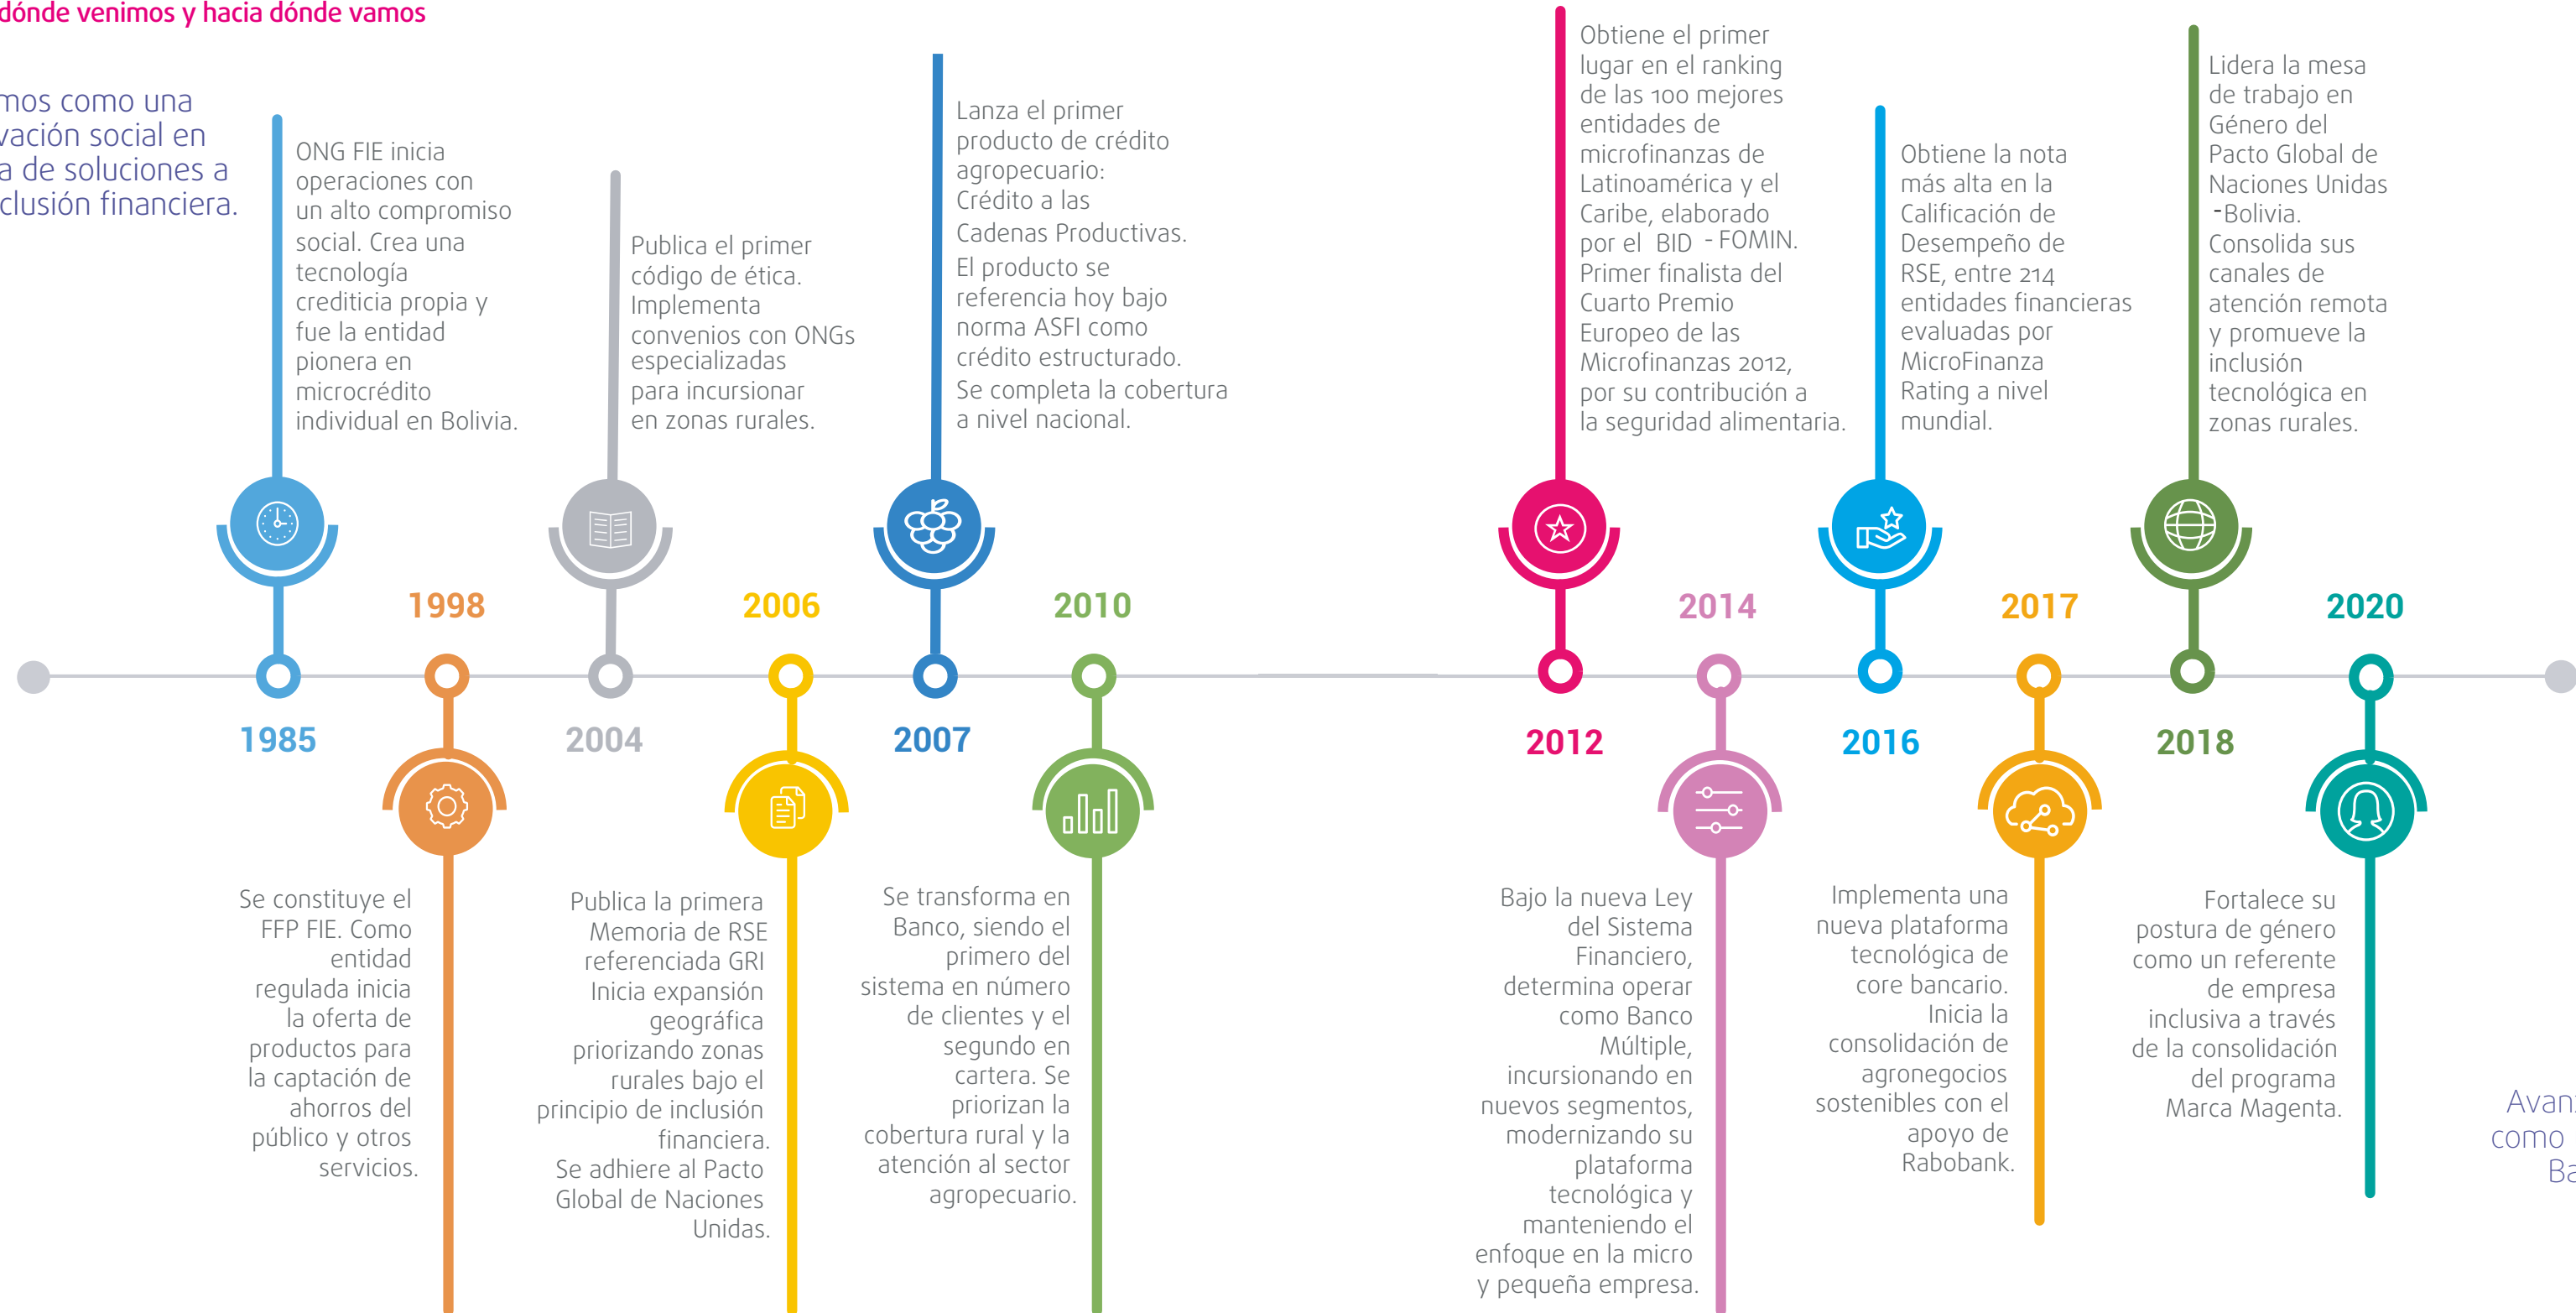 dónde venimos y hacia dónde vamos
mos como una
vación social en
a de soluciones a
clusión financiera.
ONG FIE inicia
operaciones con
un alto compromiso
social. Crea una
tecnología
crediticia propia y
fue la entidad
pionera en
microcrédito
individual en Bolivia.
1985
1998
Se constituye el
FFP FIE. Como
entidad
regulada inicia
la oferta de
productos para
la captación de
ahorros del
público y otros
servicios.
Publica el primer
código de ética.
Implementa
convenios con ONGs
especializadas
para incursionar
en zonas rurales.
2004
2006
Publica la primera
Memoria de RSE
referenciada GRI
Inicia expansión
geográfica
priorizando zonas
rurales bajo el
principio de inclusión
financiera.
Se adhiere al Pacto
Global de Naciones
Unidas.
Lanza el primer
producto de crédito
agropecuario:
Crédito a las
Cadenas Productivas.
El producto se
referencia hoy bajo
norma ASFI como
crédito estructurado.
Se completa la cobertura
a nivel nacional.
2007
2010
Se transforma en
Banco, siendo el
primero del
sistema en número
de clientes y el
segundo en
cartera. Se
priorizan la
cobertura rural y la
atención al sector
agropecuario.
Obtiene el primer
lugar en el ranking
de las 100 mejores
entidades de
microfinanzas de
Latinoamérica y el
Caribe, elaborado
por el BID - FOMIN.
Primer finalista del
Cuarto Premio
Europeo de las
Microfinanzas 2012,
por su contribución a
la seguridad alimentaria.
2012
2014
Bajo la nueva Ley
del Sistema
Financiero,
determina operar
como Banco
Múltiple,
incursionando en
nuevos segmentos,
modernizando su
plataforma
tecnológica y
manteniendo el
enfoque en la micro
y pequeña empresa.
Obtiene la nota
más alta en la
Calificación de
Desempeño de
RSE, entre 214
entidades financieras
evaluadas por
MicroFinanza
Rating a nivel
mundial.
2016
2017
Implementa una
nueva plataforma
tecnológica de
core bancario.
Inicia la
consolidación de
agronegocios
sostenibles con el
apoyo de
Rabobank.
Lidera la mesa
de trabajo en
Género del
Pacto Global de
Naciones Unidas
-Bolivia.
Consolida sus
canales de
atención remota
y promueve la
inclusión
tecnológica en
zonas rurales.
2018
2020
Fortalece su
postura de género
como un referente
de empresa
inclusiva a través
de la consolidación
del programa
Marca Magenta.
Avan
como
Ba